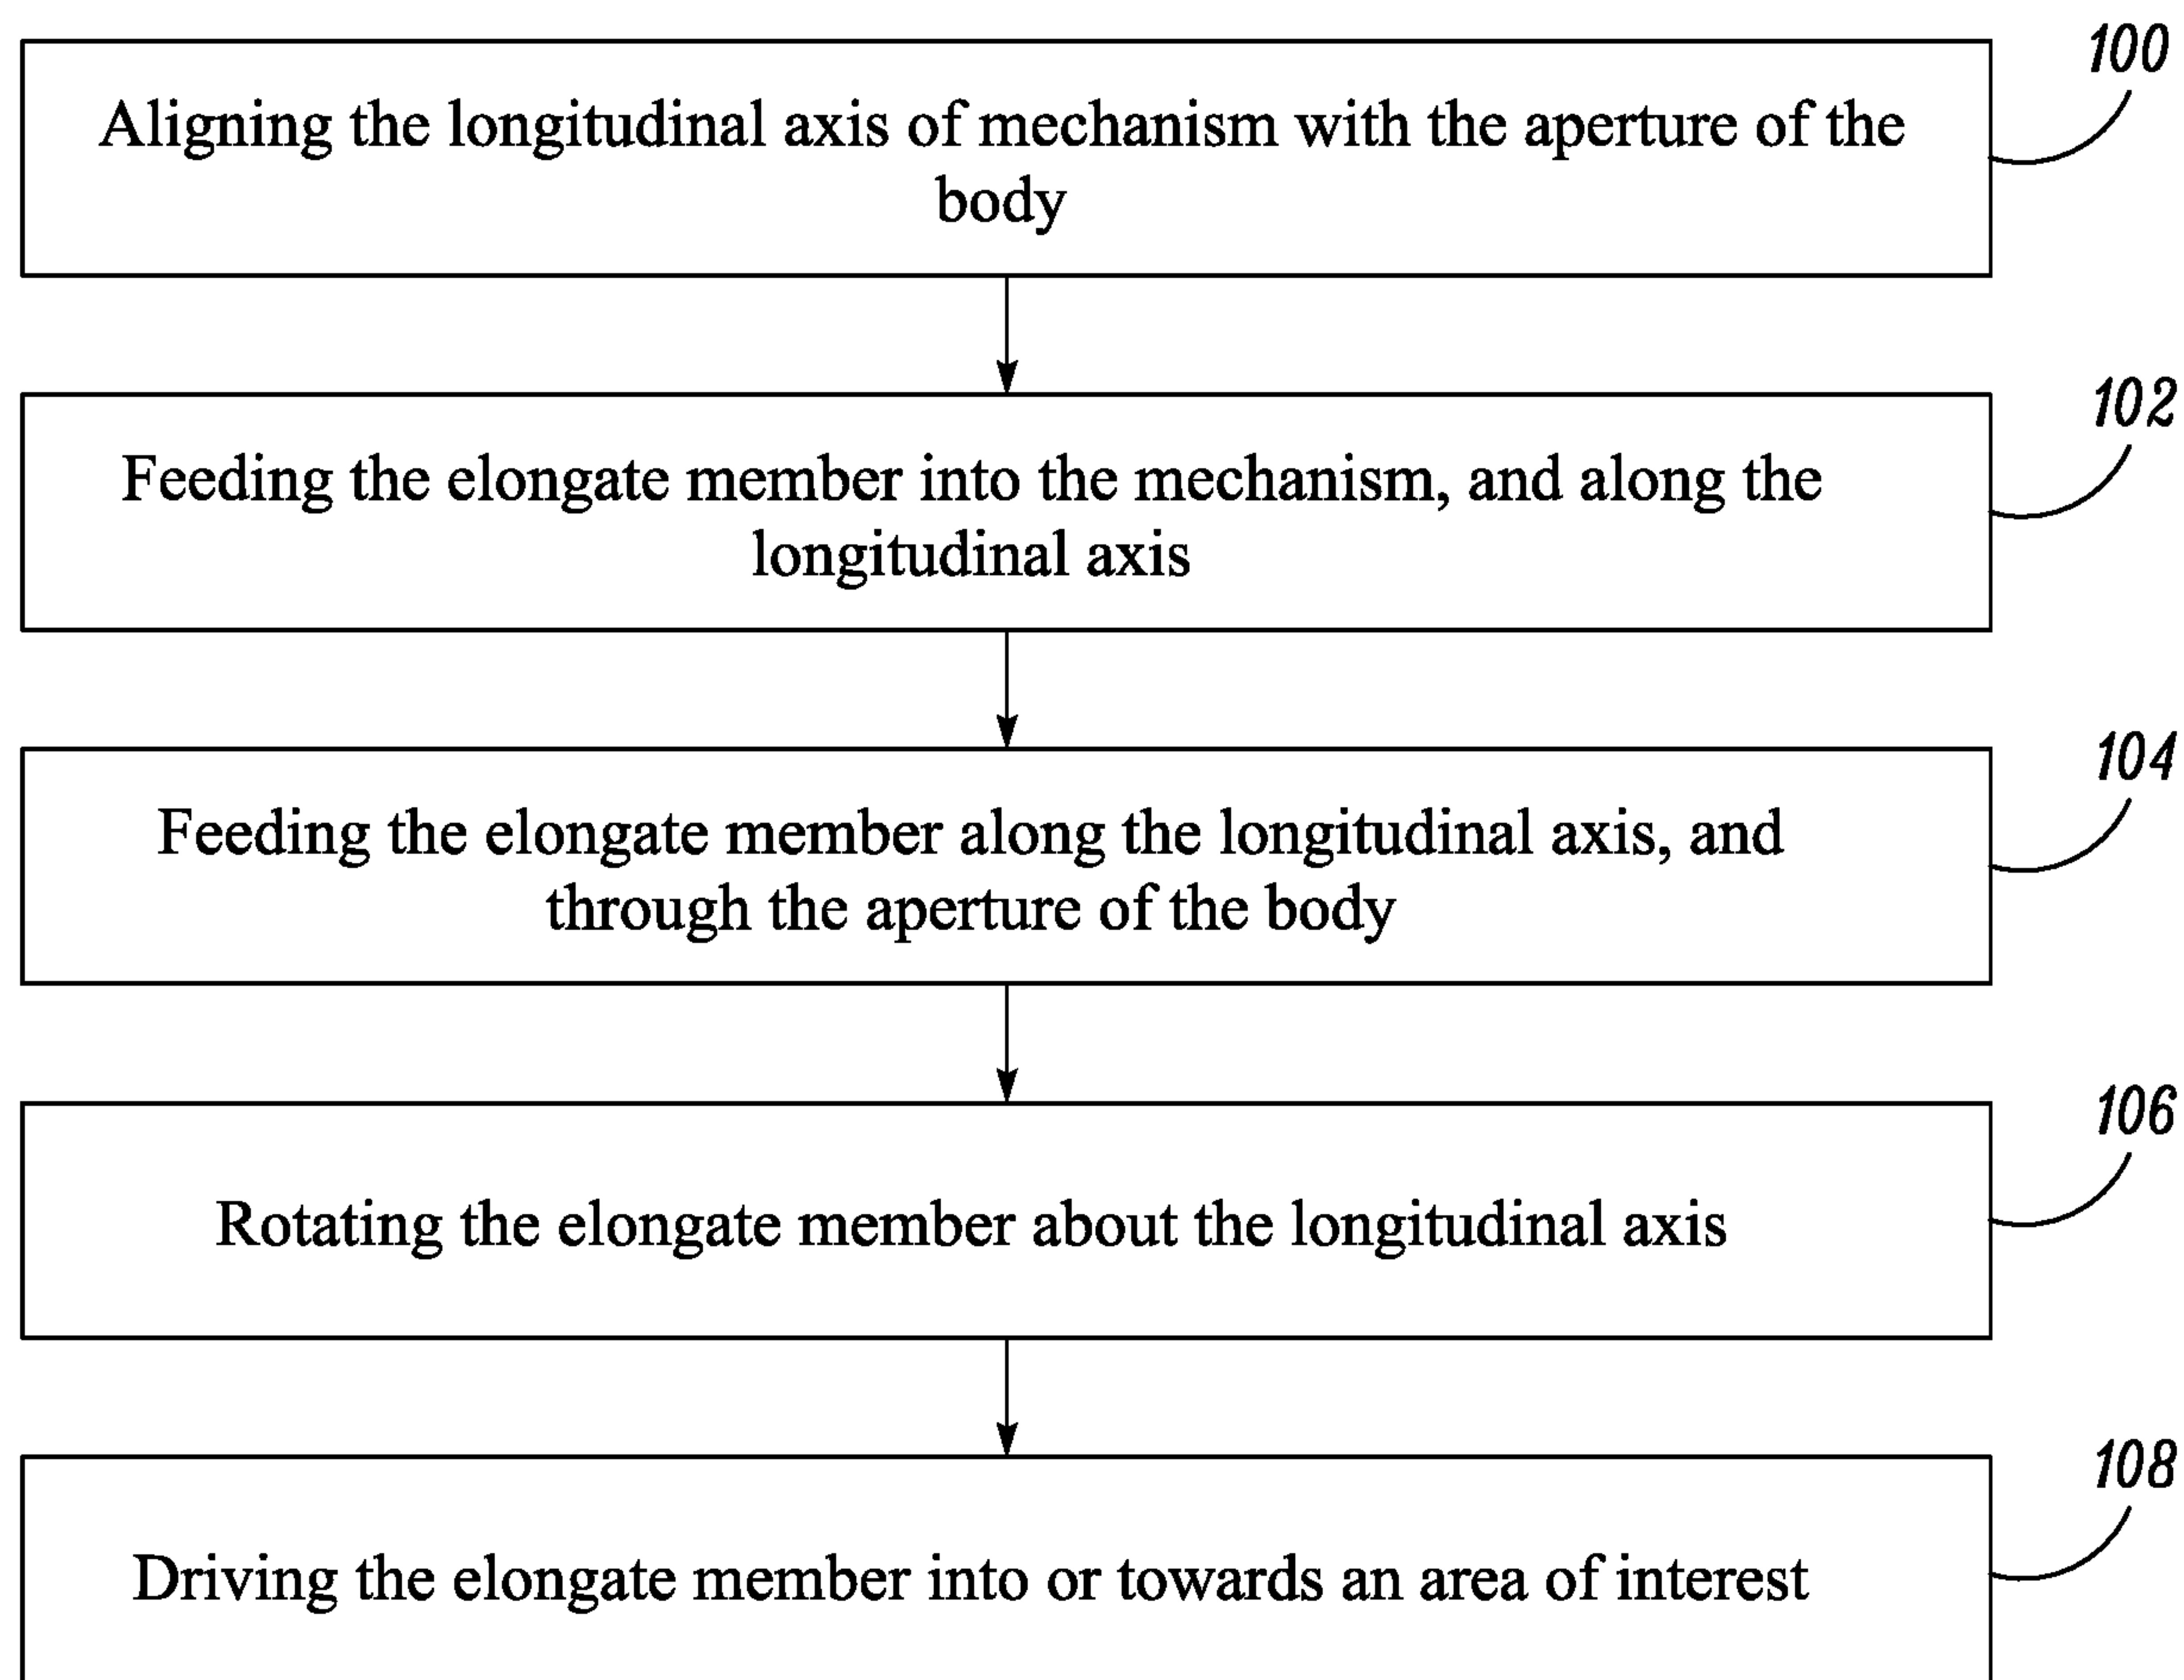 100
Aligning the longitudinal axis of mechanism with the aperture of the
body
102
Feeding the elongate member into the mechanism, and along the
longitudinal axis
104
Feeding the elongate member along the longitudinal axis, and
through the aperture of the body
106
Rotating the elongate member about the longitudinal axis
108
Driving the elongate member into or towards an area of interest